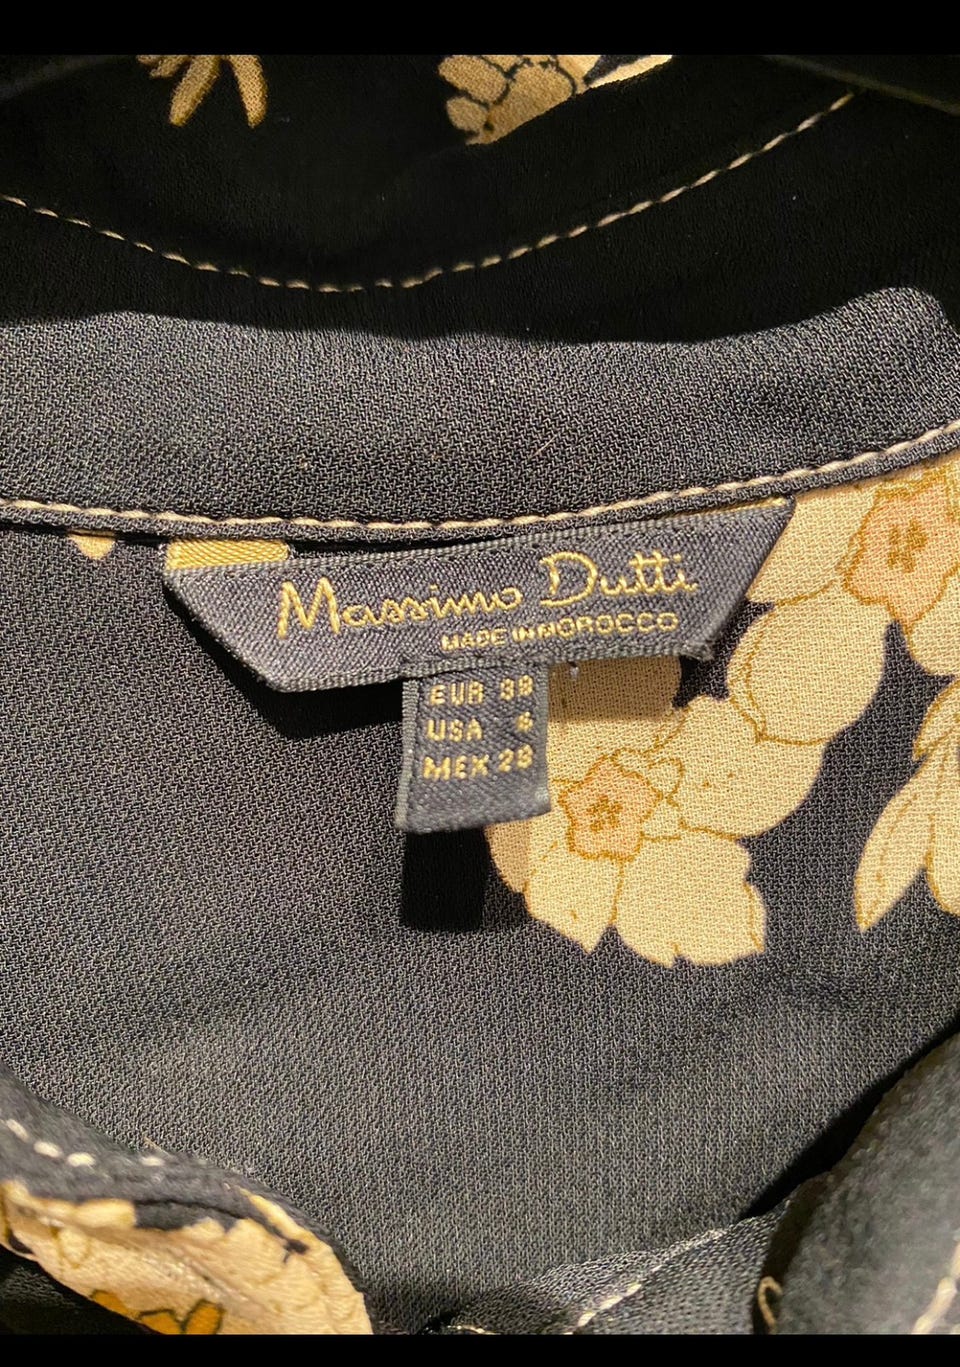 Massimo Dutti
MADE IN MOROCCO
EUR 38
USA 6
MEX 28